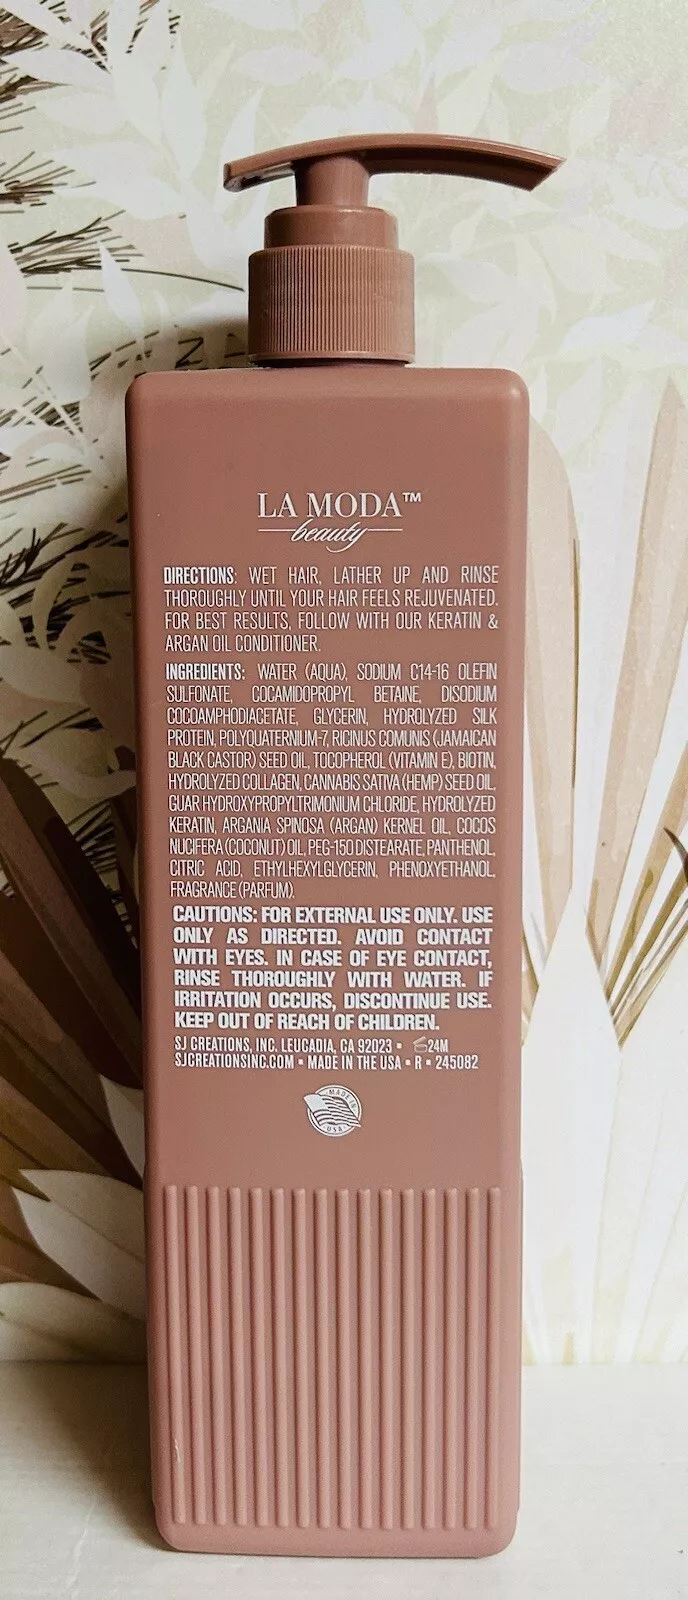 LA MODA™
beauty
DIRECTIONS: WET HAIR, LATHER UP AND RINSE
THOROUGHLY UNTIL YOUR HAIR FEELS REJUVENATED.
FOR BEST RESULTS, FOLLOW WITH OUR KERATIN &
ARGAN OIL CONDITIONER.
INGREDIENTS: WATER (AQUA), SODIUM C14-16 OLEFIN
SULFONATE, COCAMIDOPROPYL BETAINE, DISODIUM
COCOAMPHODIACETATE, GLYCERIN, HYDROLYZED SILK
PROTEIN, POLYQUATERNIUM-7, RICINUS COMUNIS (JAMAICAN
BLACK CASTOR) SEED OIL, TOCOPHEROL (VITAMIN E), BIOTIN,
HYDROLYZED COLLAGEN, CANNABIS SATIVA (HEMP) SEED OIL,
GUAR HYDROXYPROPYLTRIMONIUM CHLORIDE, HYDROLYZED
KERATIN, ARGANIA SPINOSA (ARGAN) KERNEL OIL, COCOS
NUCIFERA (COCONUT) OIL, PEG-150 DISTEARATE, PANTHENOL,
CITRIC ACID, ETHYLHEXYLGLYCERIN, PHENOXYETHANOL,
FRAGRANCE (PARFUM).
CAUTIONS: FOR EXTERNAL USE ONLY. USE
ONLY AS DIRECTED. AVOID CONTACT
WITH EYES. IN CASE OF EYE CONTACT,
RINSE THOROUGHLY WITH WATER. IF
IRRITATION OCCURS, DISCONTINUE USE.
KEEP OUT OF REACH OF CHILDREN.
SJ CREATIONS, INC. LEUCADIA, CA 92023 ▪ 24M
SJCREATIONSINC.COM ▪ MADE IN THE USA ▪ R ▪ 245082
MADE IN
USA